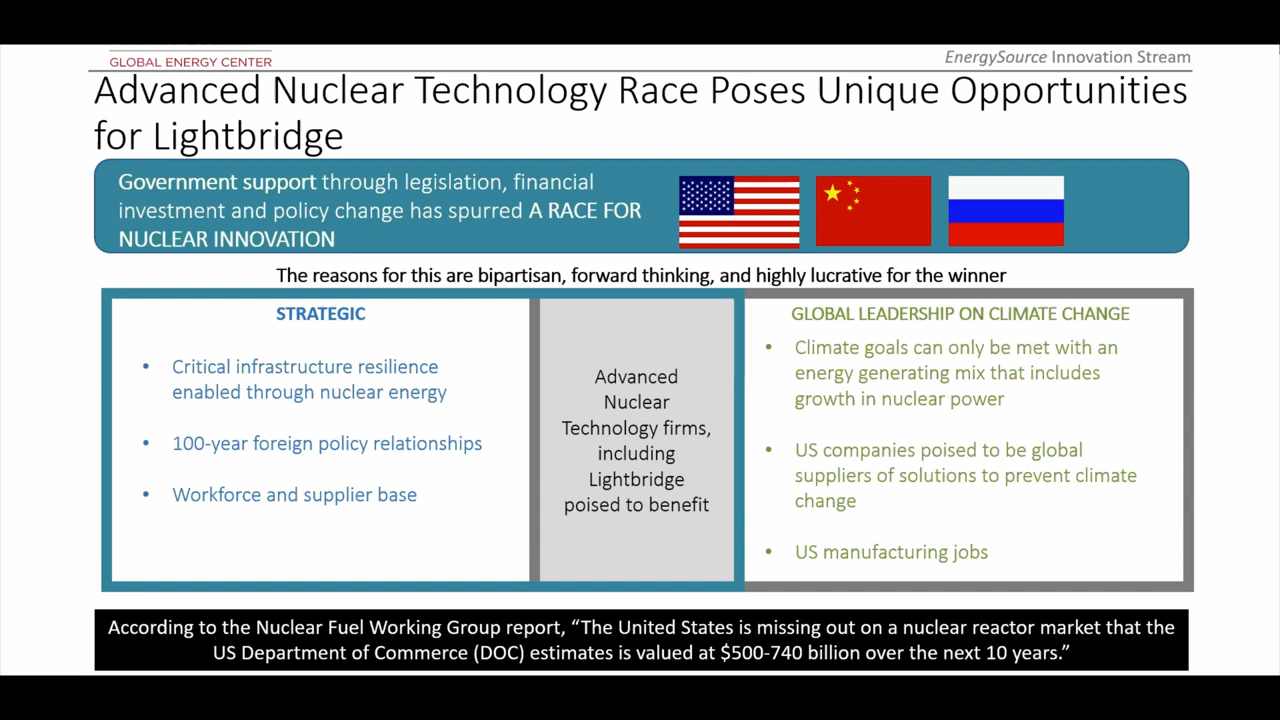 GLOBAL ENERGY CENTER
EnergySource Innovation Stream
Advanced Nuclear Technology Race Poses Unique Opportunities
for Lightbridge
Government support through legislation, financial
investment and policy change has spurred A RACE FOR
NUCLEAR INNOVATION
The reasons for this are bipartisan, forward thinking, and highly lucrative for the winner
STRATEGIC
• Critical infrastructure resilience
enabled through nuclear energy
• 100-year foreign policy relationships
• Workforce and supplier base
Advanced
Nuclear
Technology firms,
including
Lightbridge
poised to benefit
GLOBAL LEADERSHIP ON CLIMATE CHANGE
• Climate goals can only be met with an
energy generating mix that includes
growth in nuclear power
• US companies poised to be global
suppliers of solutions to prevent climate
change
• US manufacturing jobs
According to the Nuclear Fuel Working Group report, “The United States is missing out on a nuclear reactor market that the
US Department of Commerce (DOC) estimates is valued at $500-740 billion over the next 10 years.”